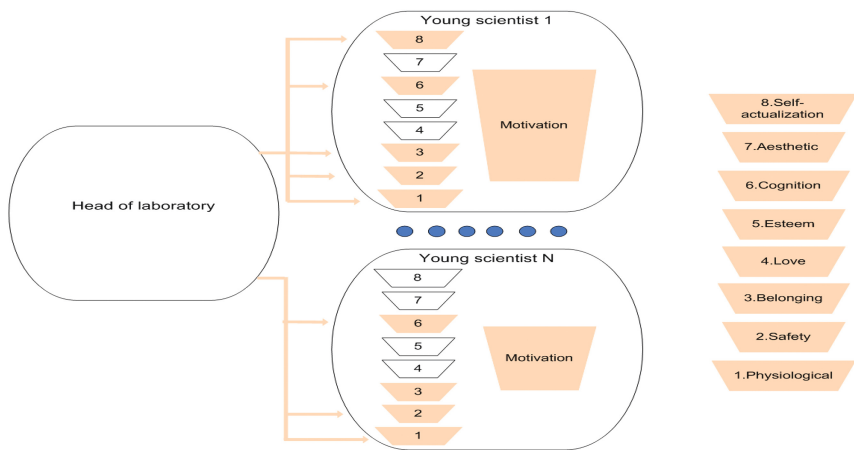 Young scientist 1
8
7
6
5
4
3
2
1
Motivation
Head of laboratory
Young scientist N
8
7
6
5
4
3
2
1
Motivation
8.Self-
actualization
7.Aesthetic
6.Cognition
5.Esteem
4.Love
3.Belonging
2.Safety
1.Physiological